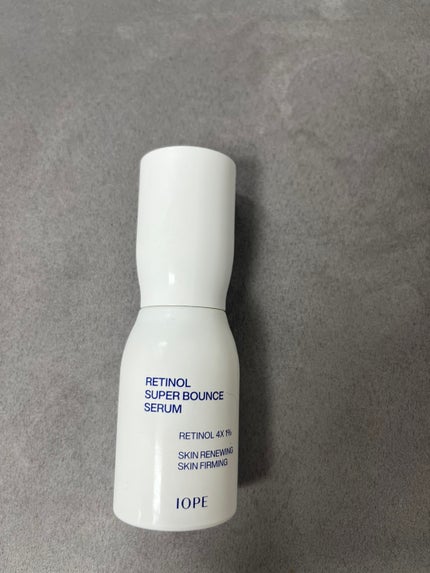 RETINOL
SUPER BOUNCE
SERUM
RETINOL 4X 1%
SKIN RENEWING
SKIN FIRMING
IOPE